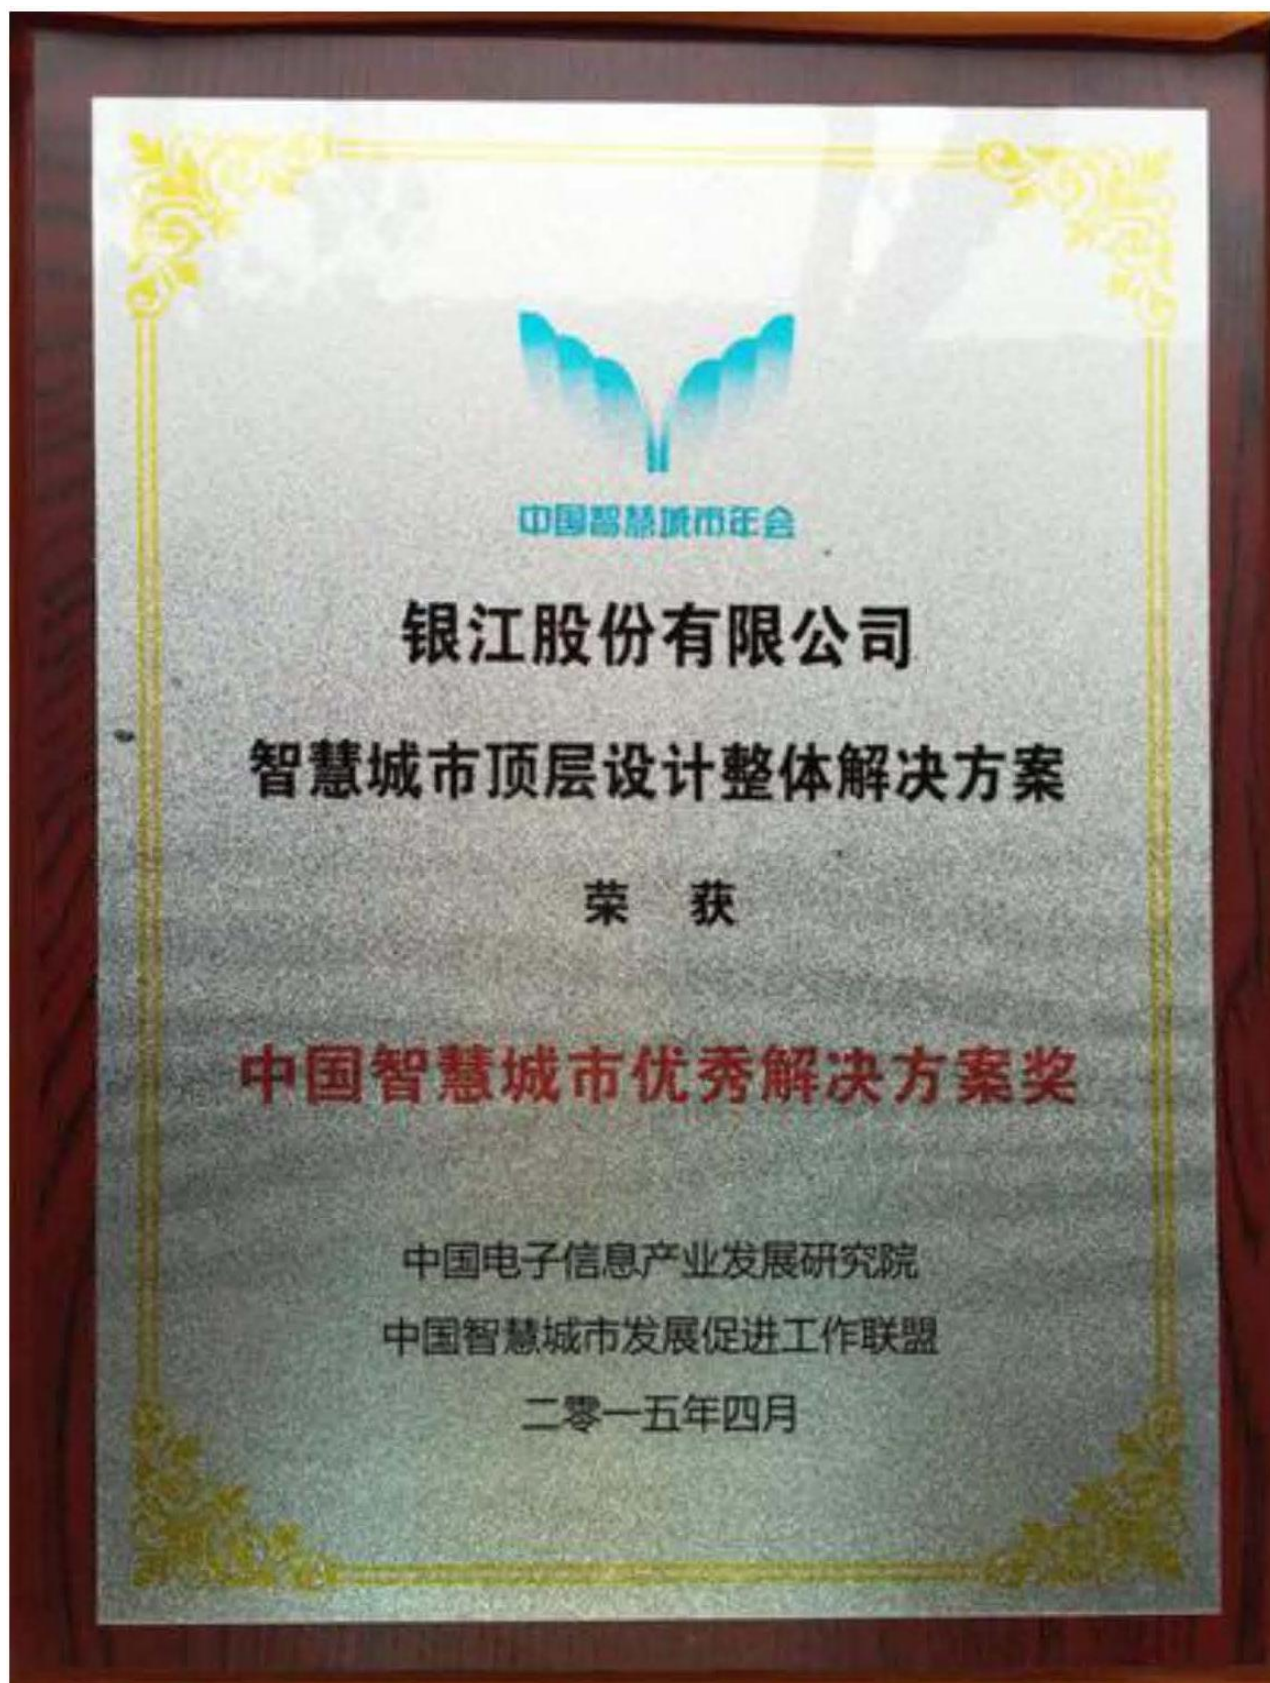 中国智慧城市年会
银江股份有限公司
智慧城市顶层设计整体解决方案
荣 获
中国智慧城市优秀解决方案奖
中国电子信息产业发展研究院
中国智慧城市发展促进工作联盟
二零一五年四月